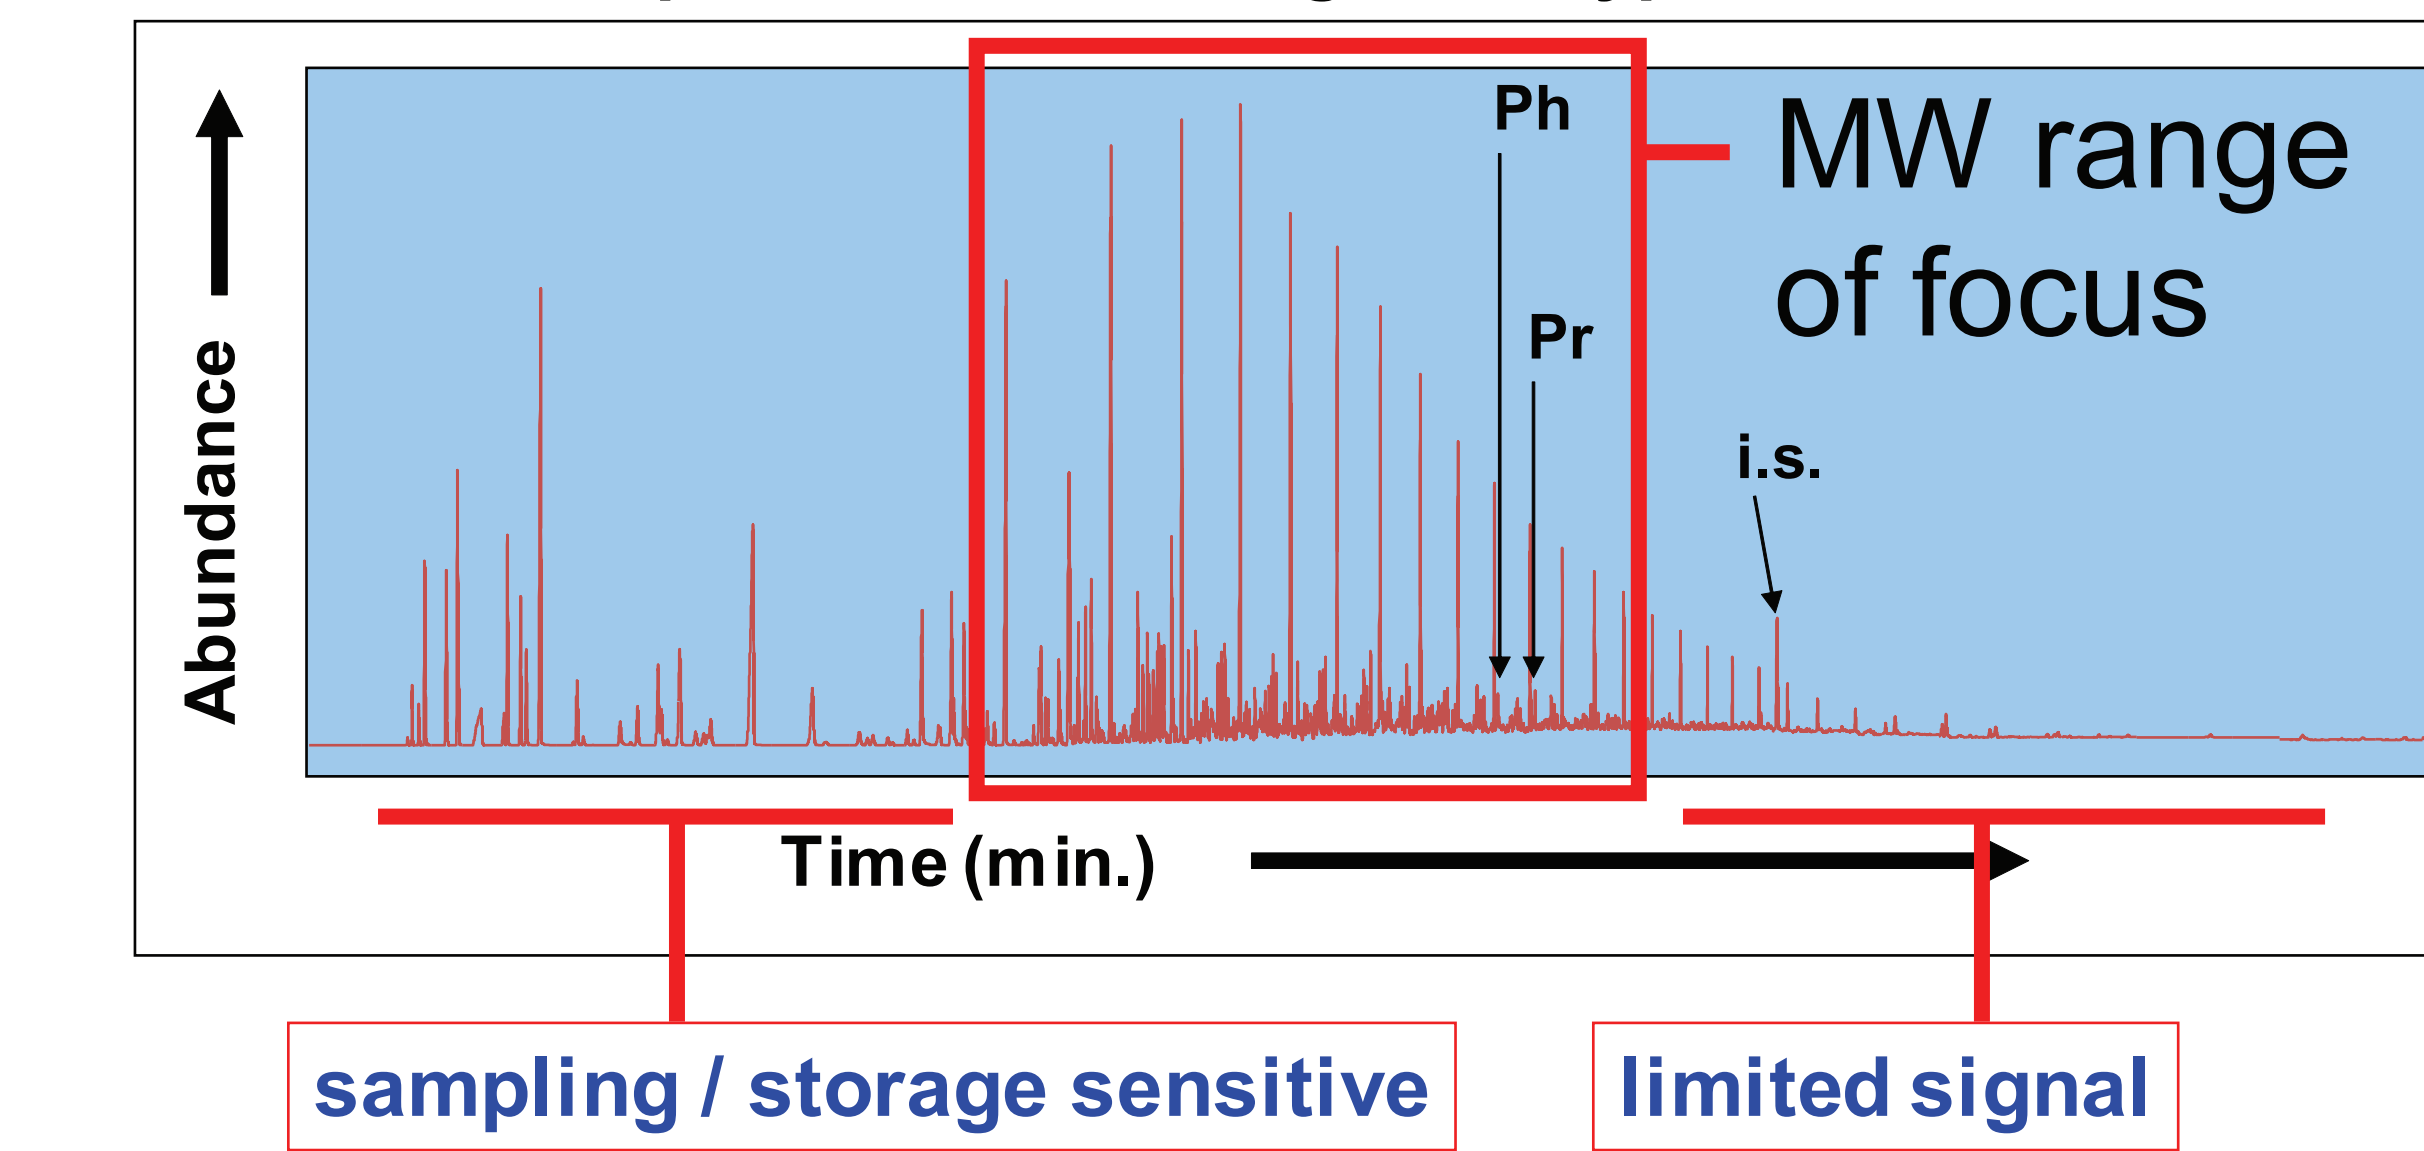 Ph
MW range
of focus
Pr
i.s.
Abundance
Time (min.)
sampling / storage sensitive
limited signal